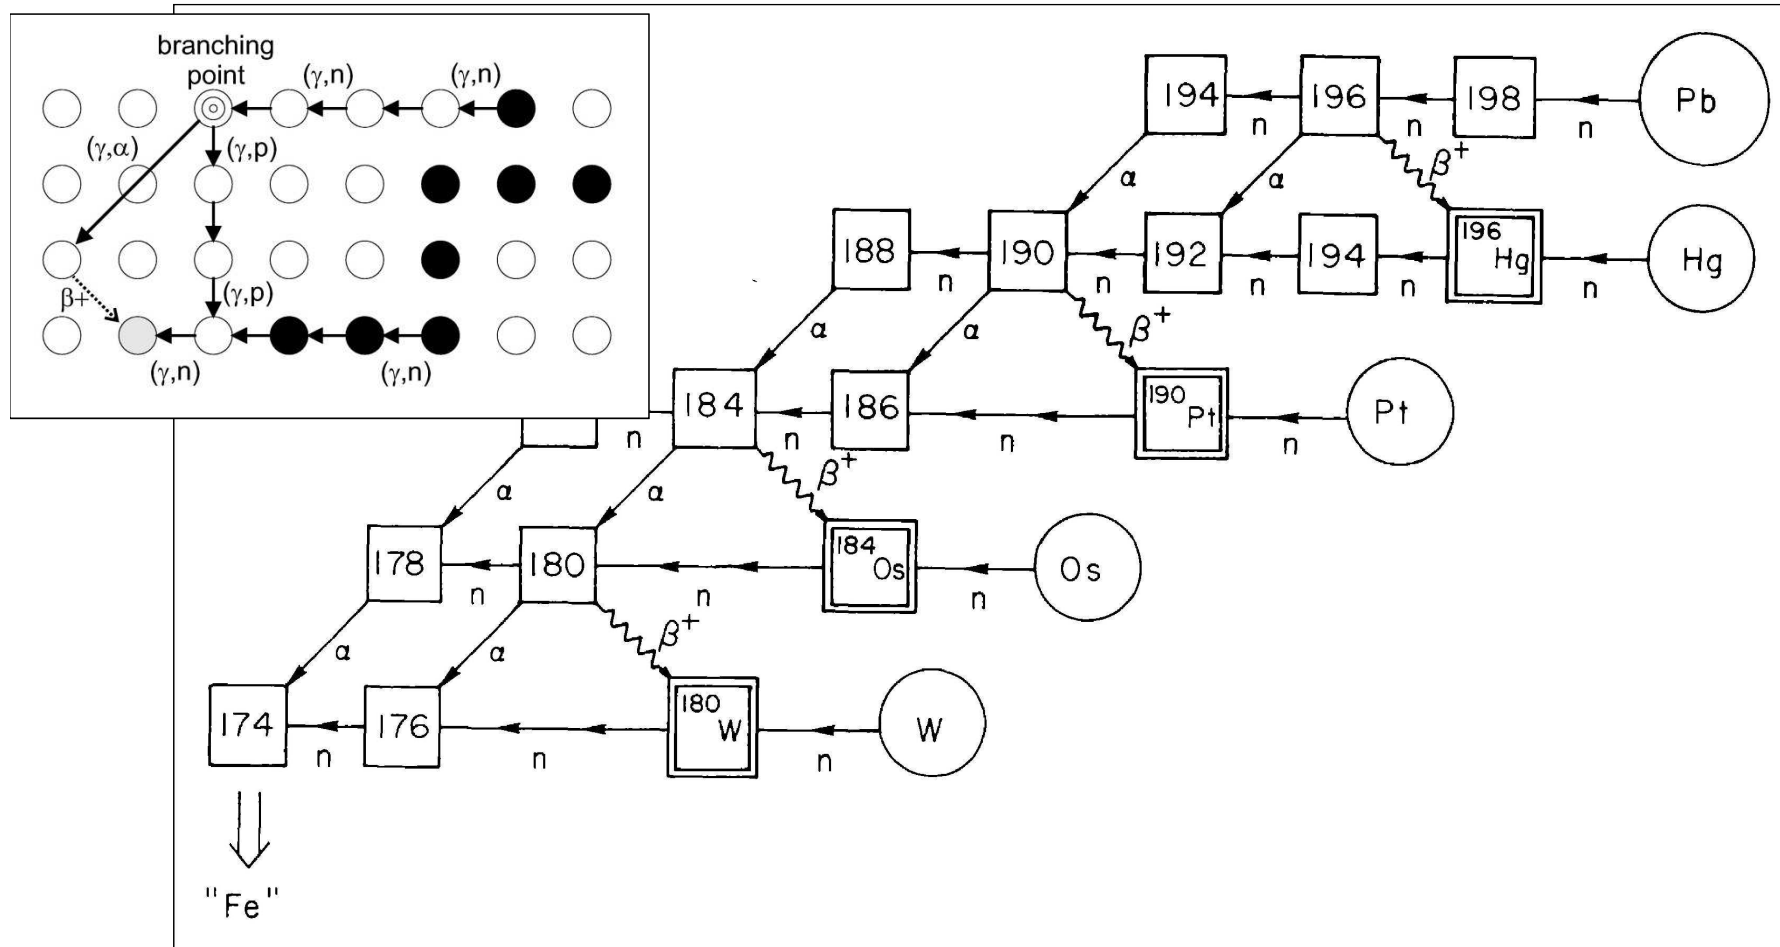 branching
point
(γ,n)
(γ,n)
(γ,α)
(γ,p)
β+
(γ,p)
(γ,n)
(γ,n)
194
196
198
Pb
n
n
n
α
α
β+
188
190
192
194
196
Hg
Hg
n
n
n
n
n
α
α
β+
184
186
190
Pt
Pt
n
n
n
n
α
α
β+
178
180
184
Os
Os
n
n
n
α
α
β+
174
176
180
W
W
n
n
n
"Fe"